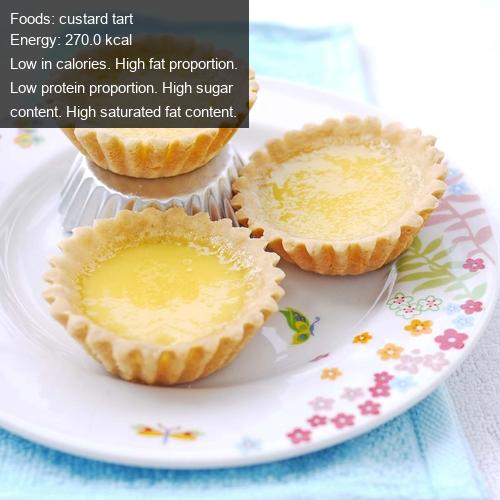 Foods: custard tart
Energy: 270.0 kcal
Low in calories. High fat proportion.
Low protein proportion. High sugar
content. High saturated fat content.